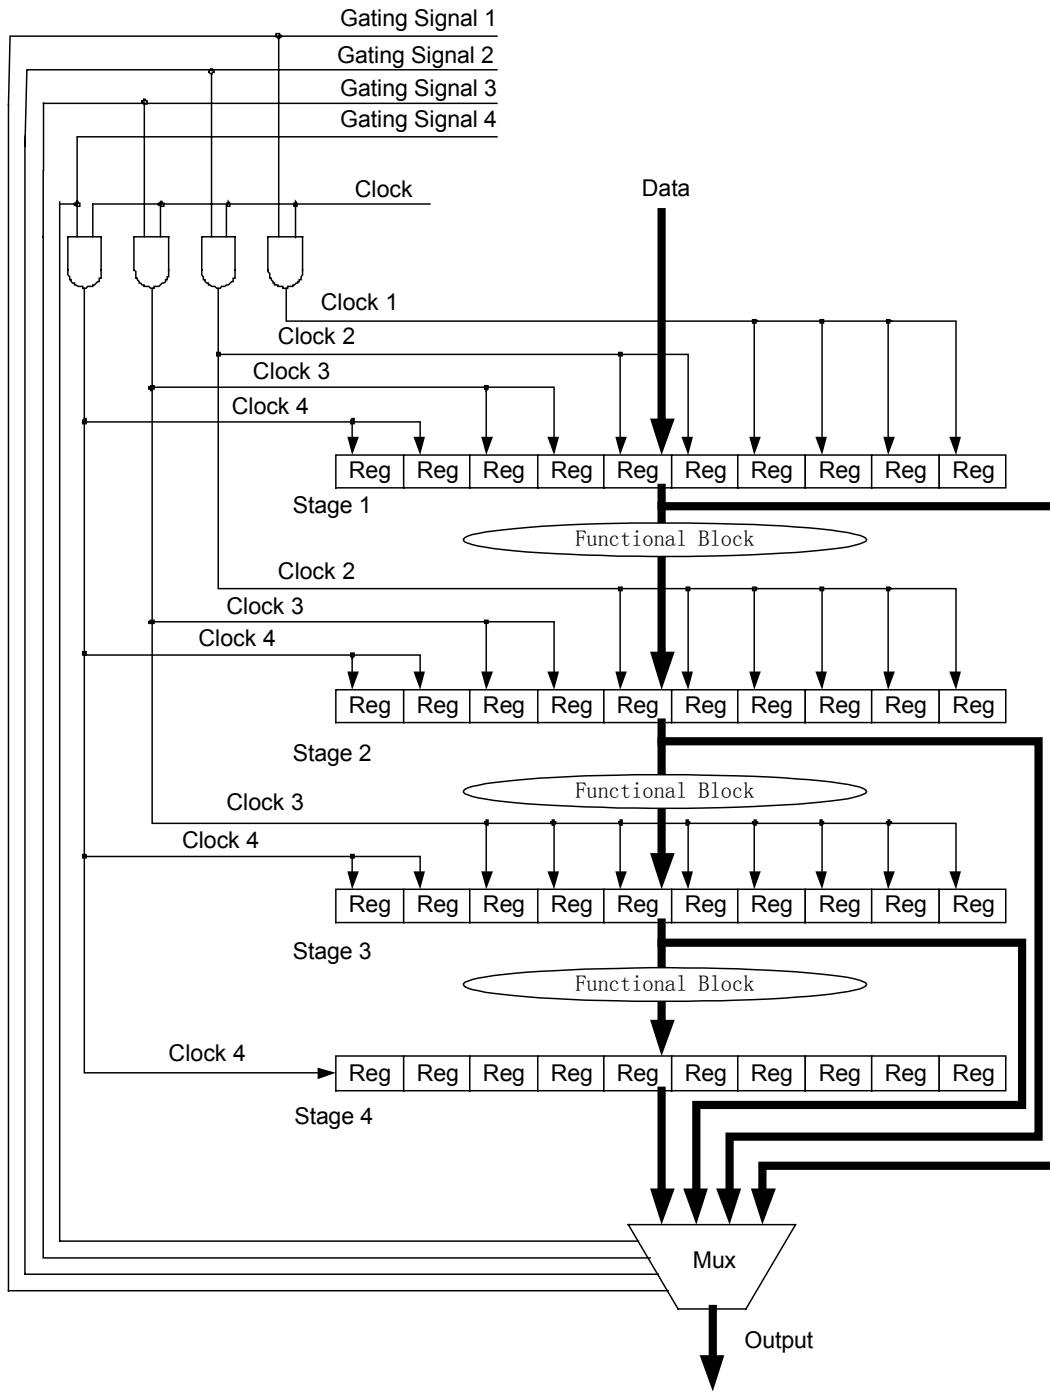 Gating Signal 1
Gating Signal 2
Gating Signal 3
Gating Signal 4
Clock
Data
Clock 1
Clock 2
Clock 3
Clock 4
Reg Reg Reg Reg Reg Reg Reg Reg Reg Reg
Stage 1
Functional Block
Clock 2
Clock 3
Clock 4
Reg Reg Reg Reg Reg Reg Reg Reg Reg Reg
Stage 2
Functional Block
Clock 3
Clock 4
Reg Reg Reg Reg Reg Reg Reg Reg Reg Reg
Stage 3
Functional Block
Clock 4
Reg Reg Reg Reg Reg Reg Reg Reg Reg Reg
Stage 4
Mux
Output